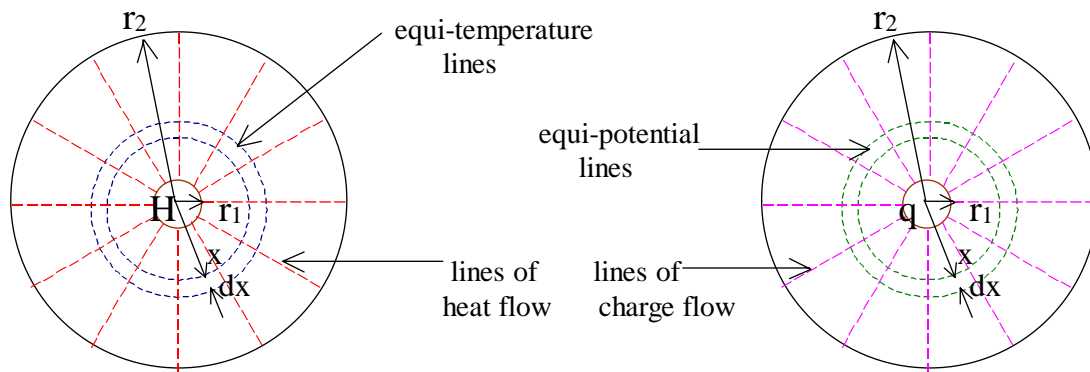 r2
equi-temperature
lines
H
r1
x
dx
lines of
heat flow
r2
equi-potential
lines
q
r1
x
dx
lines of
charge flow